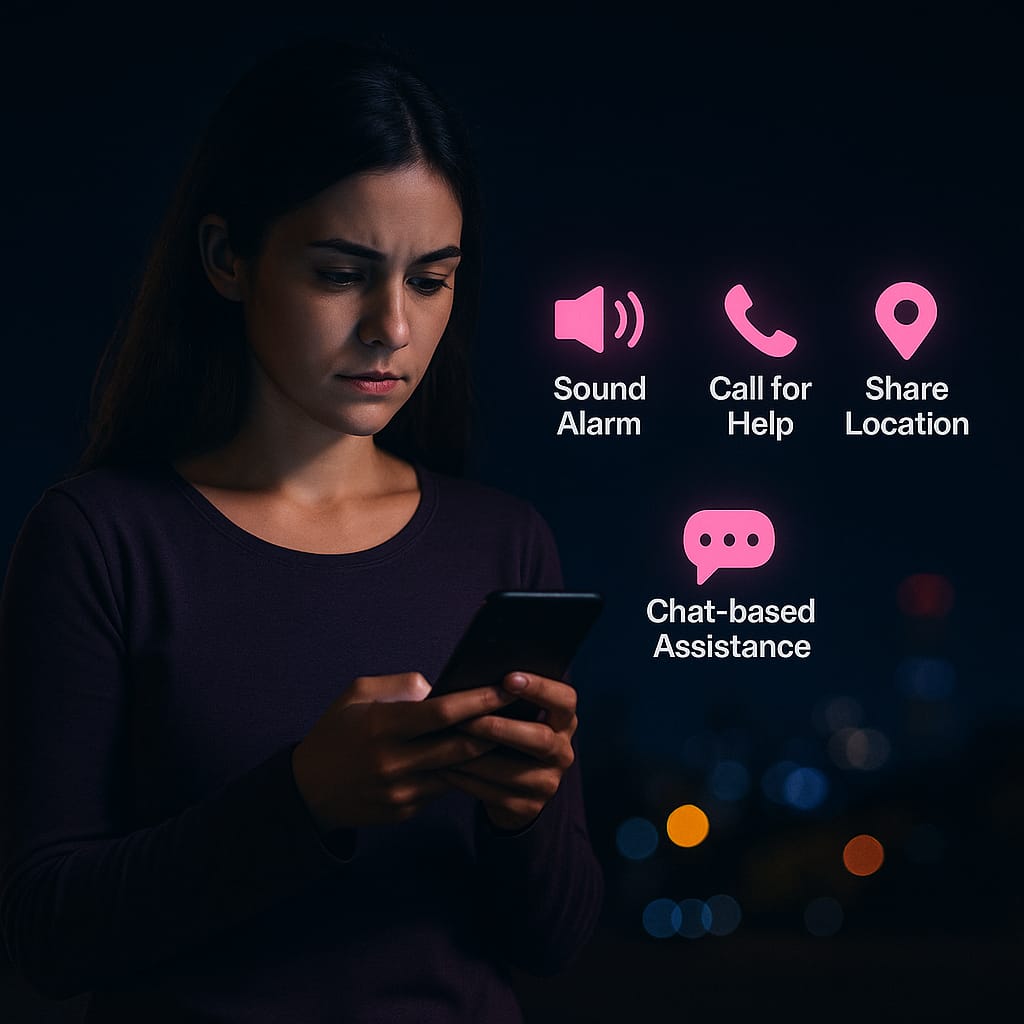 Sound
Alarm
Call for
Help
Share
Location
Chat-based
Assistance